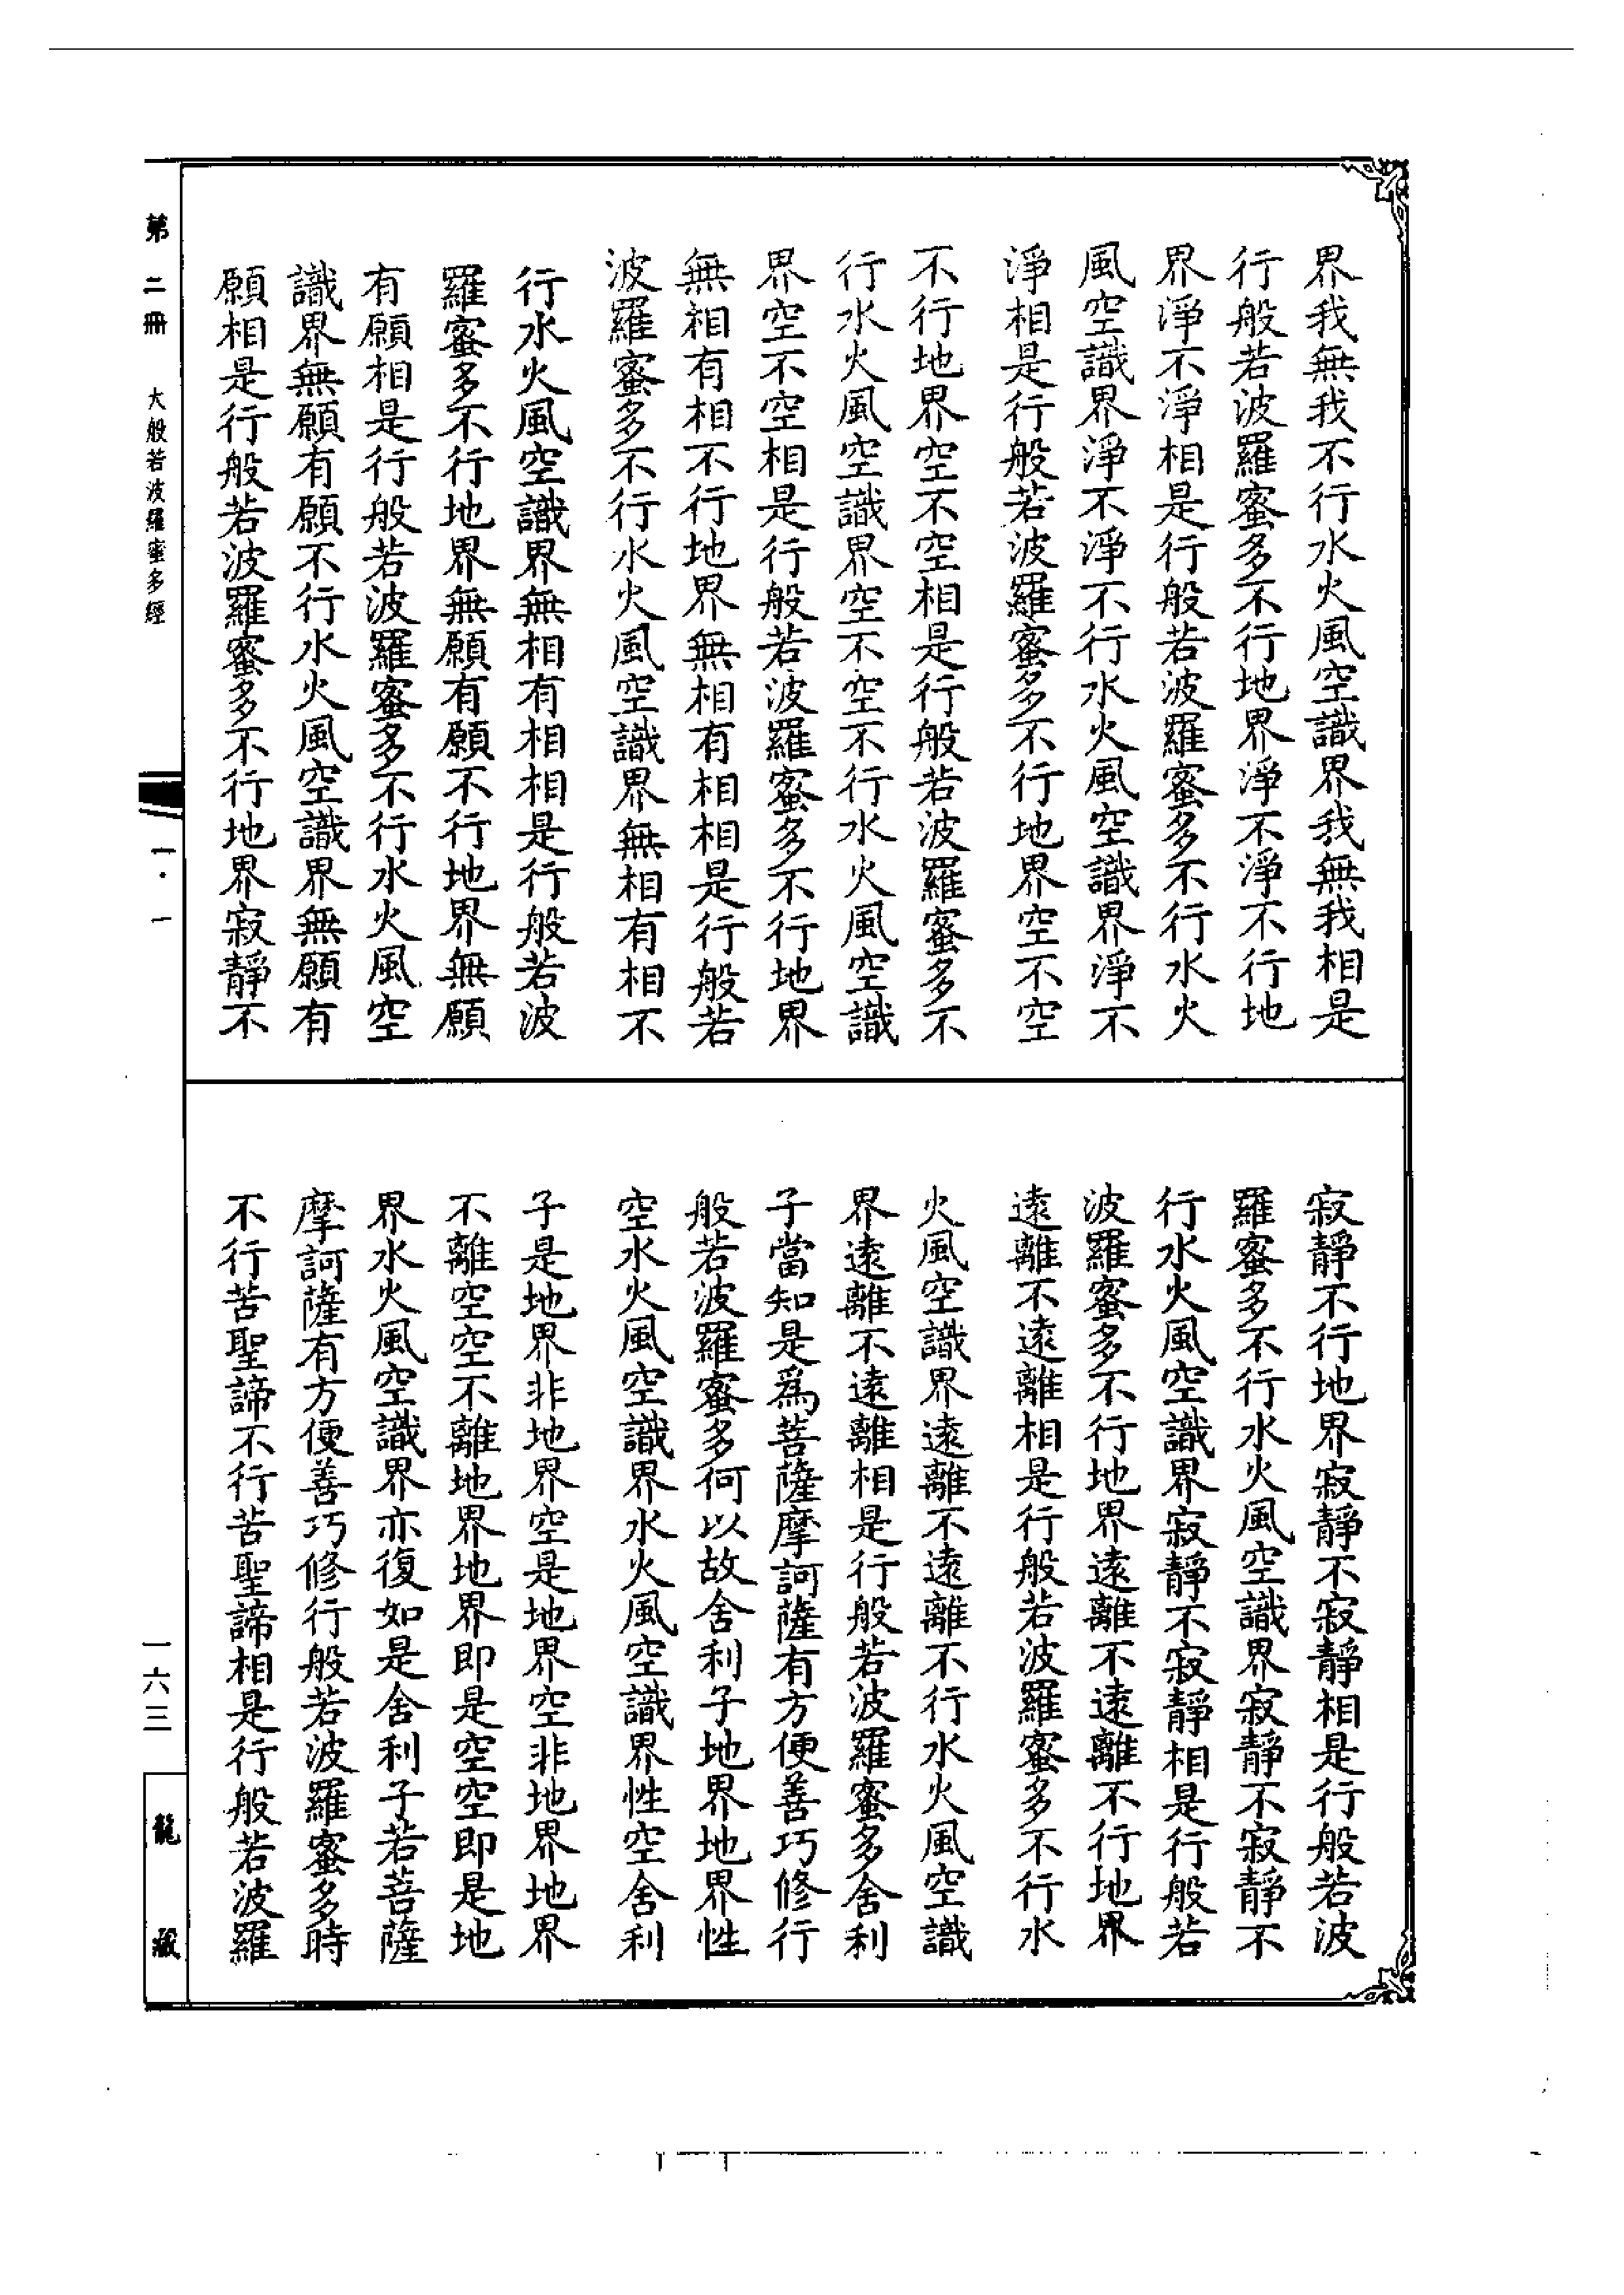 界我無我不行水火風空識界我無我相是
行般若波羅蜜多不行地界淨不淨不行地
界淨不淨相是行般若波羅蜜多不行水火
風空識界淨不淨不行水火風空識界淨不
淨相是行般若波羅蜜多不行地界空不空
不行地界空不空相是行般若波羅蜜多不
行水火風空識界空不空不行水火風空識
界空不空相是行般若波羅蜜多不行地界
無相有相不行地界無相有相相是行般若
波羅蜜多不行水火風空識界無相有相不
行水火風空識界無相有相相是行般若波
羅蜜多不行地界無願有願不行地界無願
有願相是行般若波羅蜜多不行水火風空
識界無願有願不行水火風空識界無願有
願相是行般若波羅蜜多不行地界寂靜不
寂靜不行地界寂靜不寂靜相是行般若波
羅蜜多不行水火風空識界寂靜不寂靜不
行水火風空識界寂靜不寂靜相是行般若
波羅蜜多不行地界遠離不遠離不行地界
遠離不遠離相是行般若波羅蜜多不行水
火風空識界遠離不遠離不行水火風空識
界遠離不遠離相是行般若波羅蜜多舍利
子當知是為菩薩摩訶薩有方便善巧修行
般若波羅蜜多何以故舍利子地界地界性
空水火風空識界水火風空識界性空舍利
子是地界非地界空是地界空非地界地界
不離空空不離地界地界即是空空即是地
界水火風空識界亦復如是舍利子若菩薩
摩訶薩有方便善巧修行般若波羅蜜多時
不行苦聖諦不行苦聖諦相是行般若波羅
第二冊 大般若波羅蜜多經
一·一
一六三
龍藏